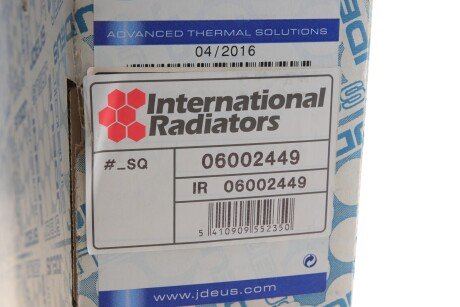 ADVANCED THERMAL SOLUTIONS
04/2016
International
Radiators
#_SQ
06002449
IR 06002449
5 410909 552350
www.jdeus.com